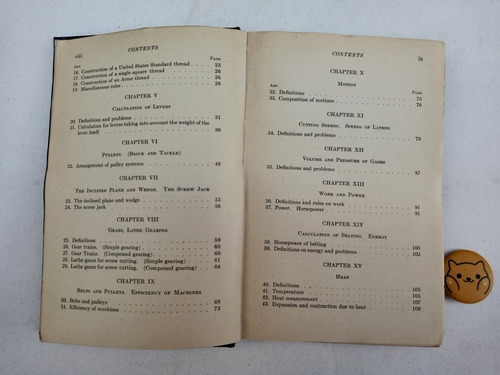 viii CONTENTS
ART. PAGE
16. Construction of a United States Standard thread 25
17. Construction of a single square thread 26
18. Construction of an Acme thread 26
19. Miscellaneous rules 28
CHAPTER V
CALCULATION OF LEVERS
20. Definitions and problems 31
21. Calculation for levers taking into account the weight of the
lever itself 36
CHAPTER VI
PULLEYS. (BLOCK AND TACKLE)
22. Arrangement of pulley systems 48
CHAPTER VII
THE INCLINED PLANE AND WEDGE. THE SCREW JACK
23. The inclined plane and wedge 53
24. The screw jack 56
CHAPTER VIII
GEARS, LATHE GEARING
25. Definitions 59
26. Gear trains. (Simple gearing) 60
27. Gear Trains. (Compound gearing) 60
28. Lathe gears for screw cutting. (Simple gearing) 61
29. Lathe gears for screw cutting. (Compound gearing) 64
CHAPTER IX
BELTS AND PULLEYS. EFFICIENCY OF MACHINES
30. Belts and pulleys 69
31. Efficiency of machines 73
CONTENTS ix
CHAPTER X
MOTION
ART. PAGE
32. Definitions 75
33. Composition of motions 76
CHAPTER XI
CUTTING SPEEDS. SPEEDS OF LATHES
34. Definitions and problems 79
CHAPTER XII
VOLUME AND PRESSURE OF GASES
35. Definitions and problems 87
CHAPTER XIII
WORK AND POWER
36. Definitions and rules on work 91
37. Power. Horsepower 91
CHAPTER XIV
CALCULATION OF BELTING. ENERGY
38. Horsepower of belting 100
39. Definitions on energy and problems 102
CHAPTER XV
HEAT
40. Definitions 105
41. Temperature 105
42. Heat measurement 107
43. Expansion and contraction due to heat 108